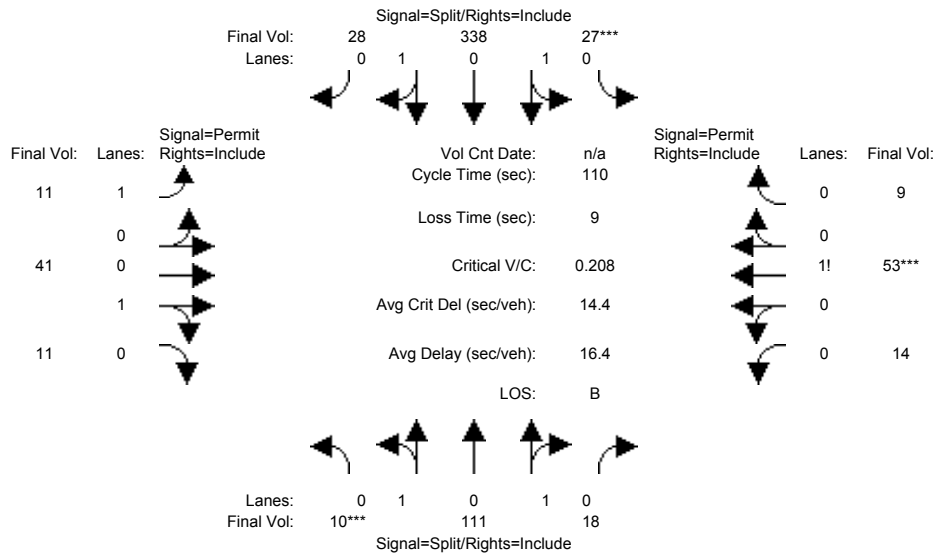 Signal=Split/Rights=Include
Final Vol: 28 338 27***
Lanes: 0 1 0 1 0
Signal=Permit
Final Vol: Lanes: Rights=Include
Vol Cnt Date: n/a
Signal=Permit
Rights=Include Lanes: Final Vol:
Cycle Time (sec): 110
11 1
0 9
Loss Time (sec): 9
0
0
41 0
Critical V/C: 0.208
1! 53***
1
Avg Crit Del (sec/veh): 14.4
0
11 0
Avg Delay (sec/veh): 16.4
0 14
LOS: B
Lanes: 0 1 0 1 0
Final Vol: 10*** 111 18
Signal=Split/Rights=Include